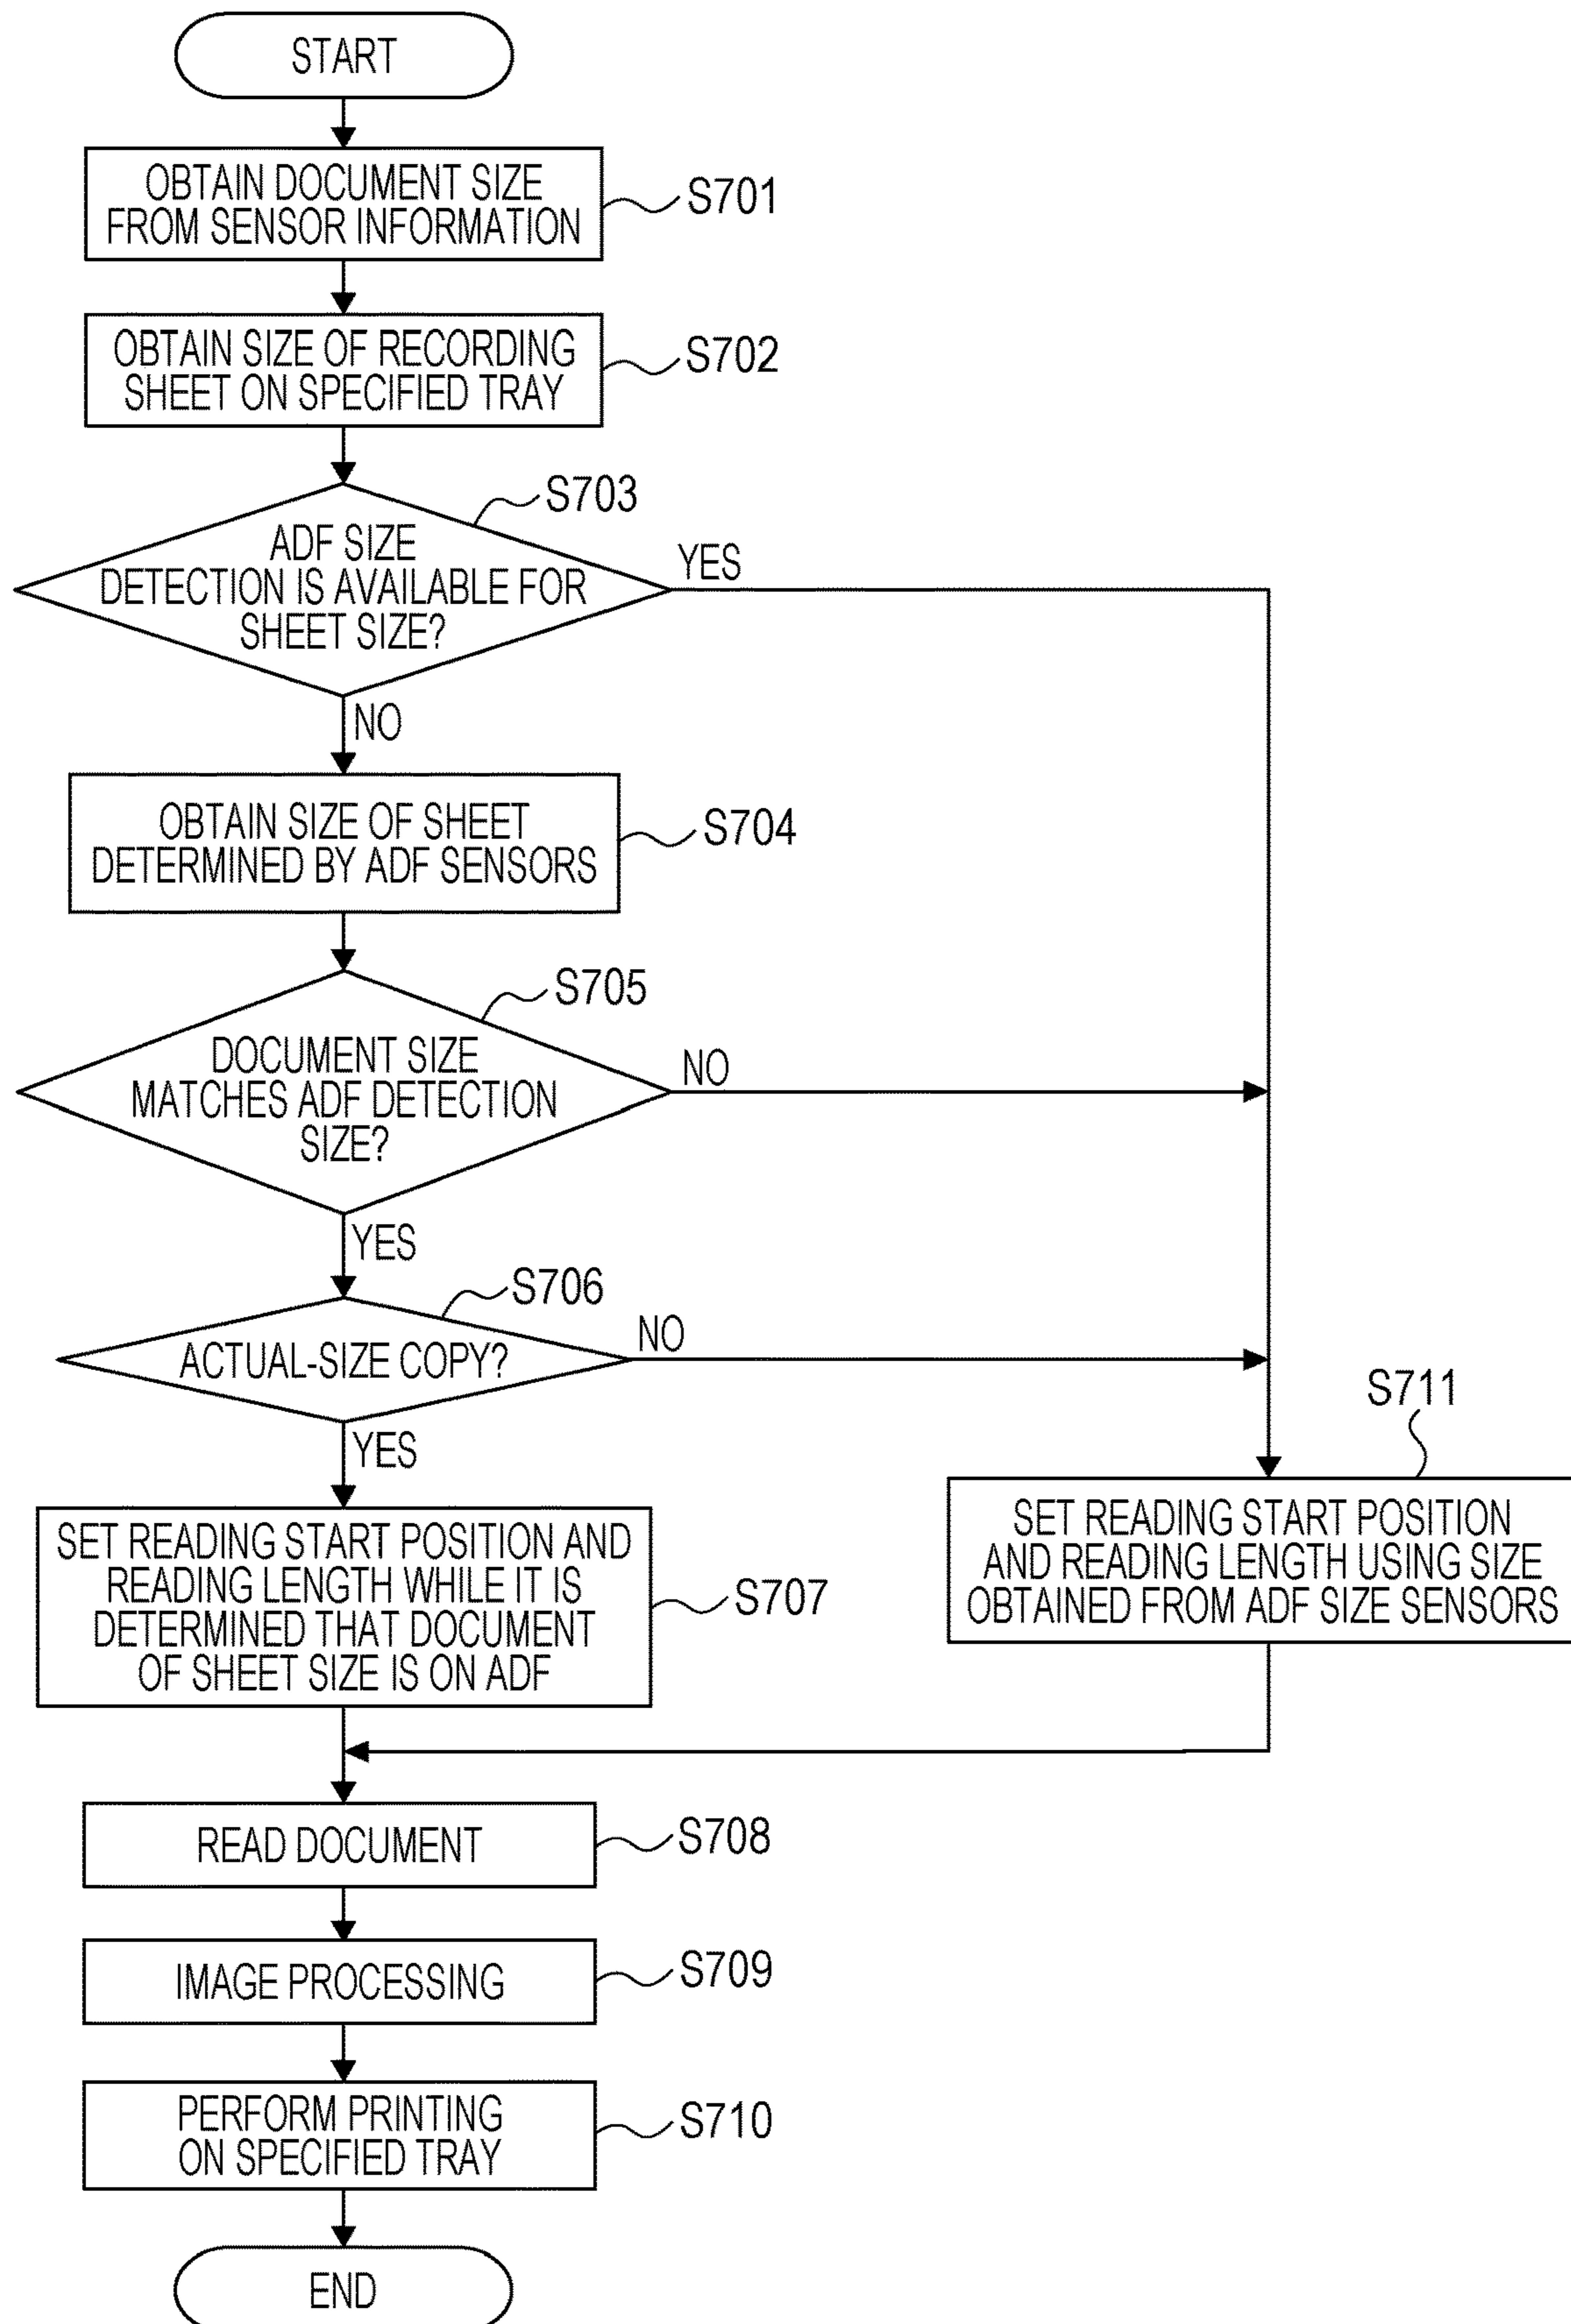 START
OBTAIN DOCUMENT SIZE
FROM SENSOR INFORMATION
S701
OBTAIN SIZE OF RECORDING
SHEET ON SPECIFIED TRAY
S702
S703
ADF SIZE
DETECTION IS AVAILABLE FOR
SHEET SIZE?
YES
NO
OBTAIN SIZE OF SHEET
DETERMINED BY ADF SENSORS
S704
S705
DOCUMENT SIZE
MATCHES ADF DETECTION
SIZE?
NO
YES
S706
ACTUAL-SIZE COPY?
NO
YES
SET READING START POSITION AND
READING LENGTH WHILE IT IS
DETERMINED THAT DOCUMENT
OF SHEET SIZE IS ON ADF
S707
S711
SET READING START POSITION
AND READING LENGTH USING SIZE
OBTAINED FROM ADF SIZE SENSORS
READ DOCUMENT
S708
IMAGE PROCESSING
S709
PERFORM PRINTING
ON SPECIFIED TRAY
S710
END